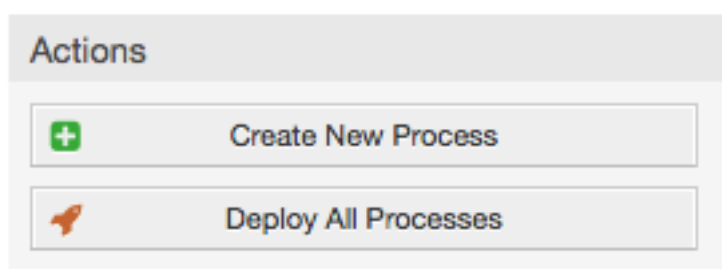 Actions
Create New Process
Deploy All Processes